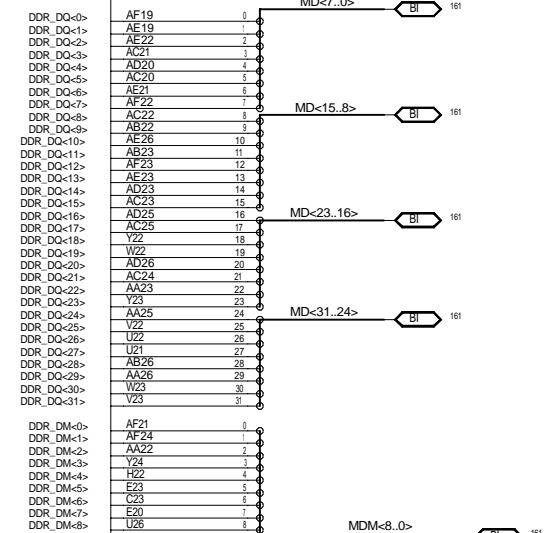 MD<7..0> BI 161
DDR_DQ<0> AF19 0
DDR_DQ<1> AE19 1
DDR_DQ<2> AE22 2
DDR_DQ<3> AC21 3
DDR_DQ<4> AD20 4
DDR_DQ<5> AC20 5
DDR_DQ<6> AE21 6
DDR_DQ<7> AF22 7
DDR_DQ<8> AC22 8 MD<15..8> BI 161
DDR_DQ<9> AB22 9
DDR_DQ<10> AE26 10
DDR_DQ<11> AB23 11
DDR_DQ<12> AF23 12
DDR_DQ<13> AE23 13
DDR_DQ<14> AD23 14
DDR_DQ<15> AC23 15
DDR_DQ<16> AD25 16 MD<23..16> BI 161
DDR_DQ<17> AC25 17
DDR_DQ<18> Y22 18
DDR_DQ<19> W22 19
DDR_DQ<20> AD26 20
DDR_DQ<21> AC24 21
DDR_DQ<22> AA23 22
DDR_DQ<23> Y23 23
DDR_DQ<24> AA25 24 MD<31..24> BI 161
DDR_DQ<25> V22 25
DDR_DQ<26> U22 26
DDR_DQ<27> U21 27
DDR_DQ<28> AB26 28
DDR_DQ<29> AA26 29
DDR_DQ<30> W23 30
DDR_DQ<31> V23 31
DDR_DM<0> AF21 0
DDR_DM<1> AF24 1
DDR_DM<2> AA22 2
DDR_DM<3> Y24 3
DDR_DM<4> H22 4
DDR_DM<5> E23 5
DDR_DM<6> C23 6
DDR_DM<7> E20 7
DDR_DM<8> U26 8 MDM<8..0> BI 161